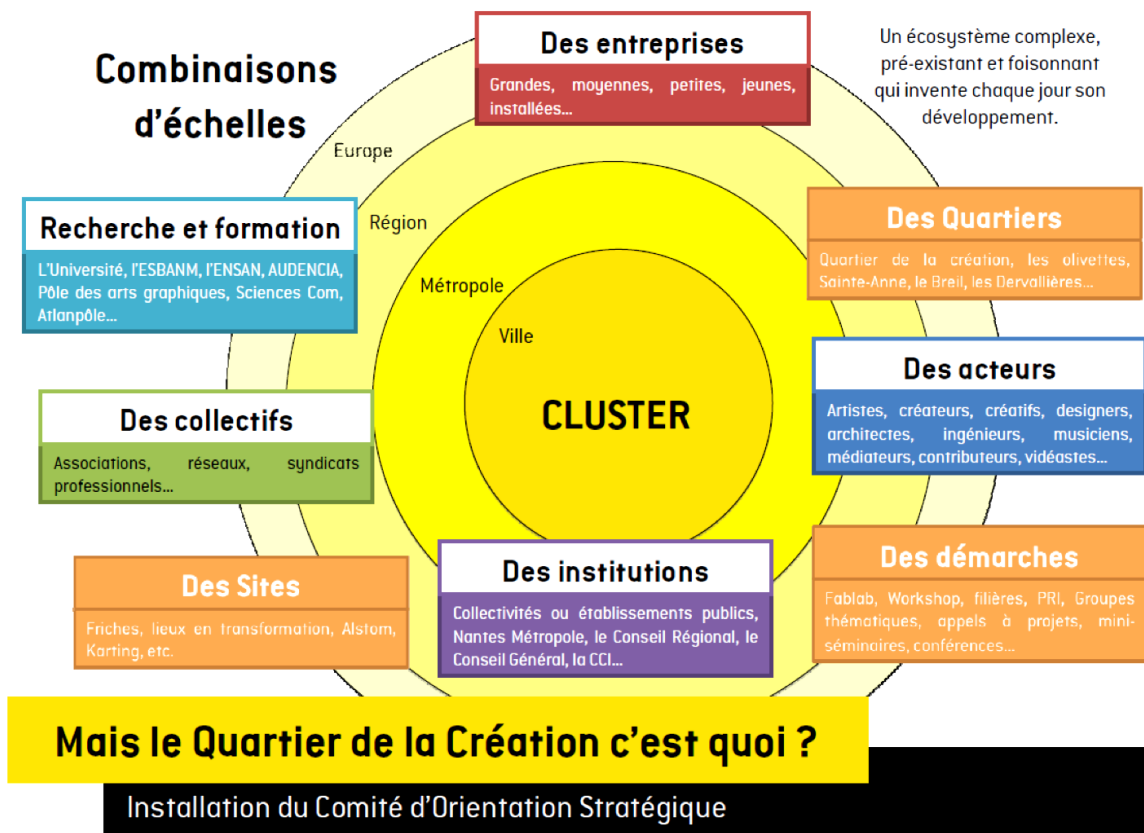 Combinaisons
d'échelles
Des entreprises
Grandes, moyennes, petites, jeunes,
installées...
Un écosystème complexe,
pré-existant et foisonnant
qui invente chaque jour son
développement.
Europe
Région
Métropole
Ville
CLUSTER
Recherche et formation
L'Université, l'ESBANM, l'ENSAN, AUDENCIA,
Pôle des arts graphiques, Sciences Com,
Atlanpôle...
Des Quartiers
Quartier de la création, les olivettes,
Sainte-Anne, le Breil, les Dervallières...
Des collectifs
Associations, réseaux, syndicats
professionnels...
Des acteurs
Artistes, créateurs, créatifs, designers,
architectes, ingénieurs, musiciens,
médiateurs, contributeurs, vidéastes...
Des Sites
Friches, lieux en transformation, Alstom,
Karting, etc.
Des institutions
Collectivités ou établissements publics,
Nantes Métropole, le Conseil Régional, le
Conseil Général, la CCI...
Des démarches
Fablab, Workshop, filières, PRI, Groupes
thématiques, appels à projets, mini-
séminaires, conférences...
Mais le Quartier de la Création c'est quoi ?
Installation du Comité d'Orientation Stratégique